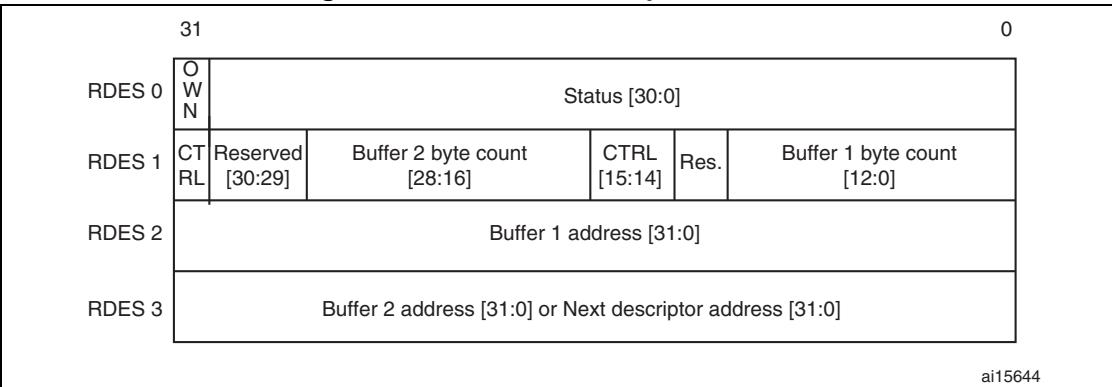 31 0
RDES 0
O
W
N
Status [30:0]
RDES 1
CT
RL
Reserved
[30:29]
Buffer 2 byte count
[28:16]
CTRL
[15:14]
Res.
Buffer 1 byte count
[12:0]
RDES 2
Buffer 1 address [31:0]
RDES 3
Buffer 2 address [31:0] or Next descriptor address [31:0]
ai15644